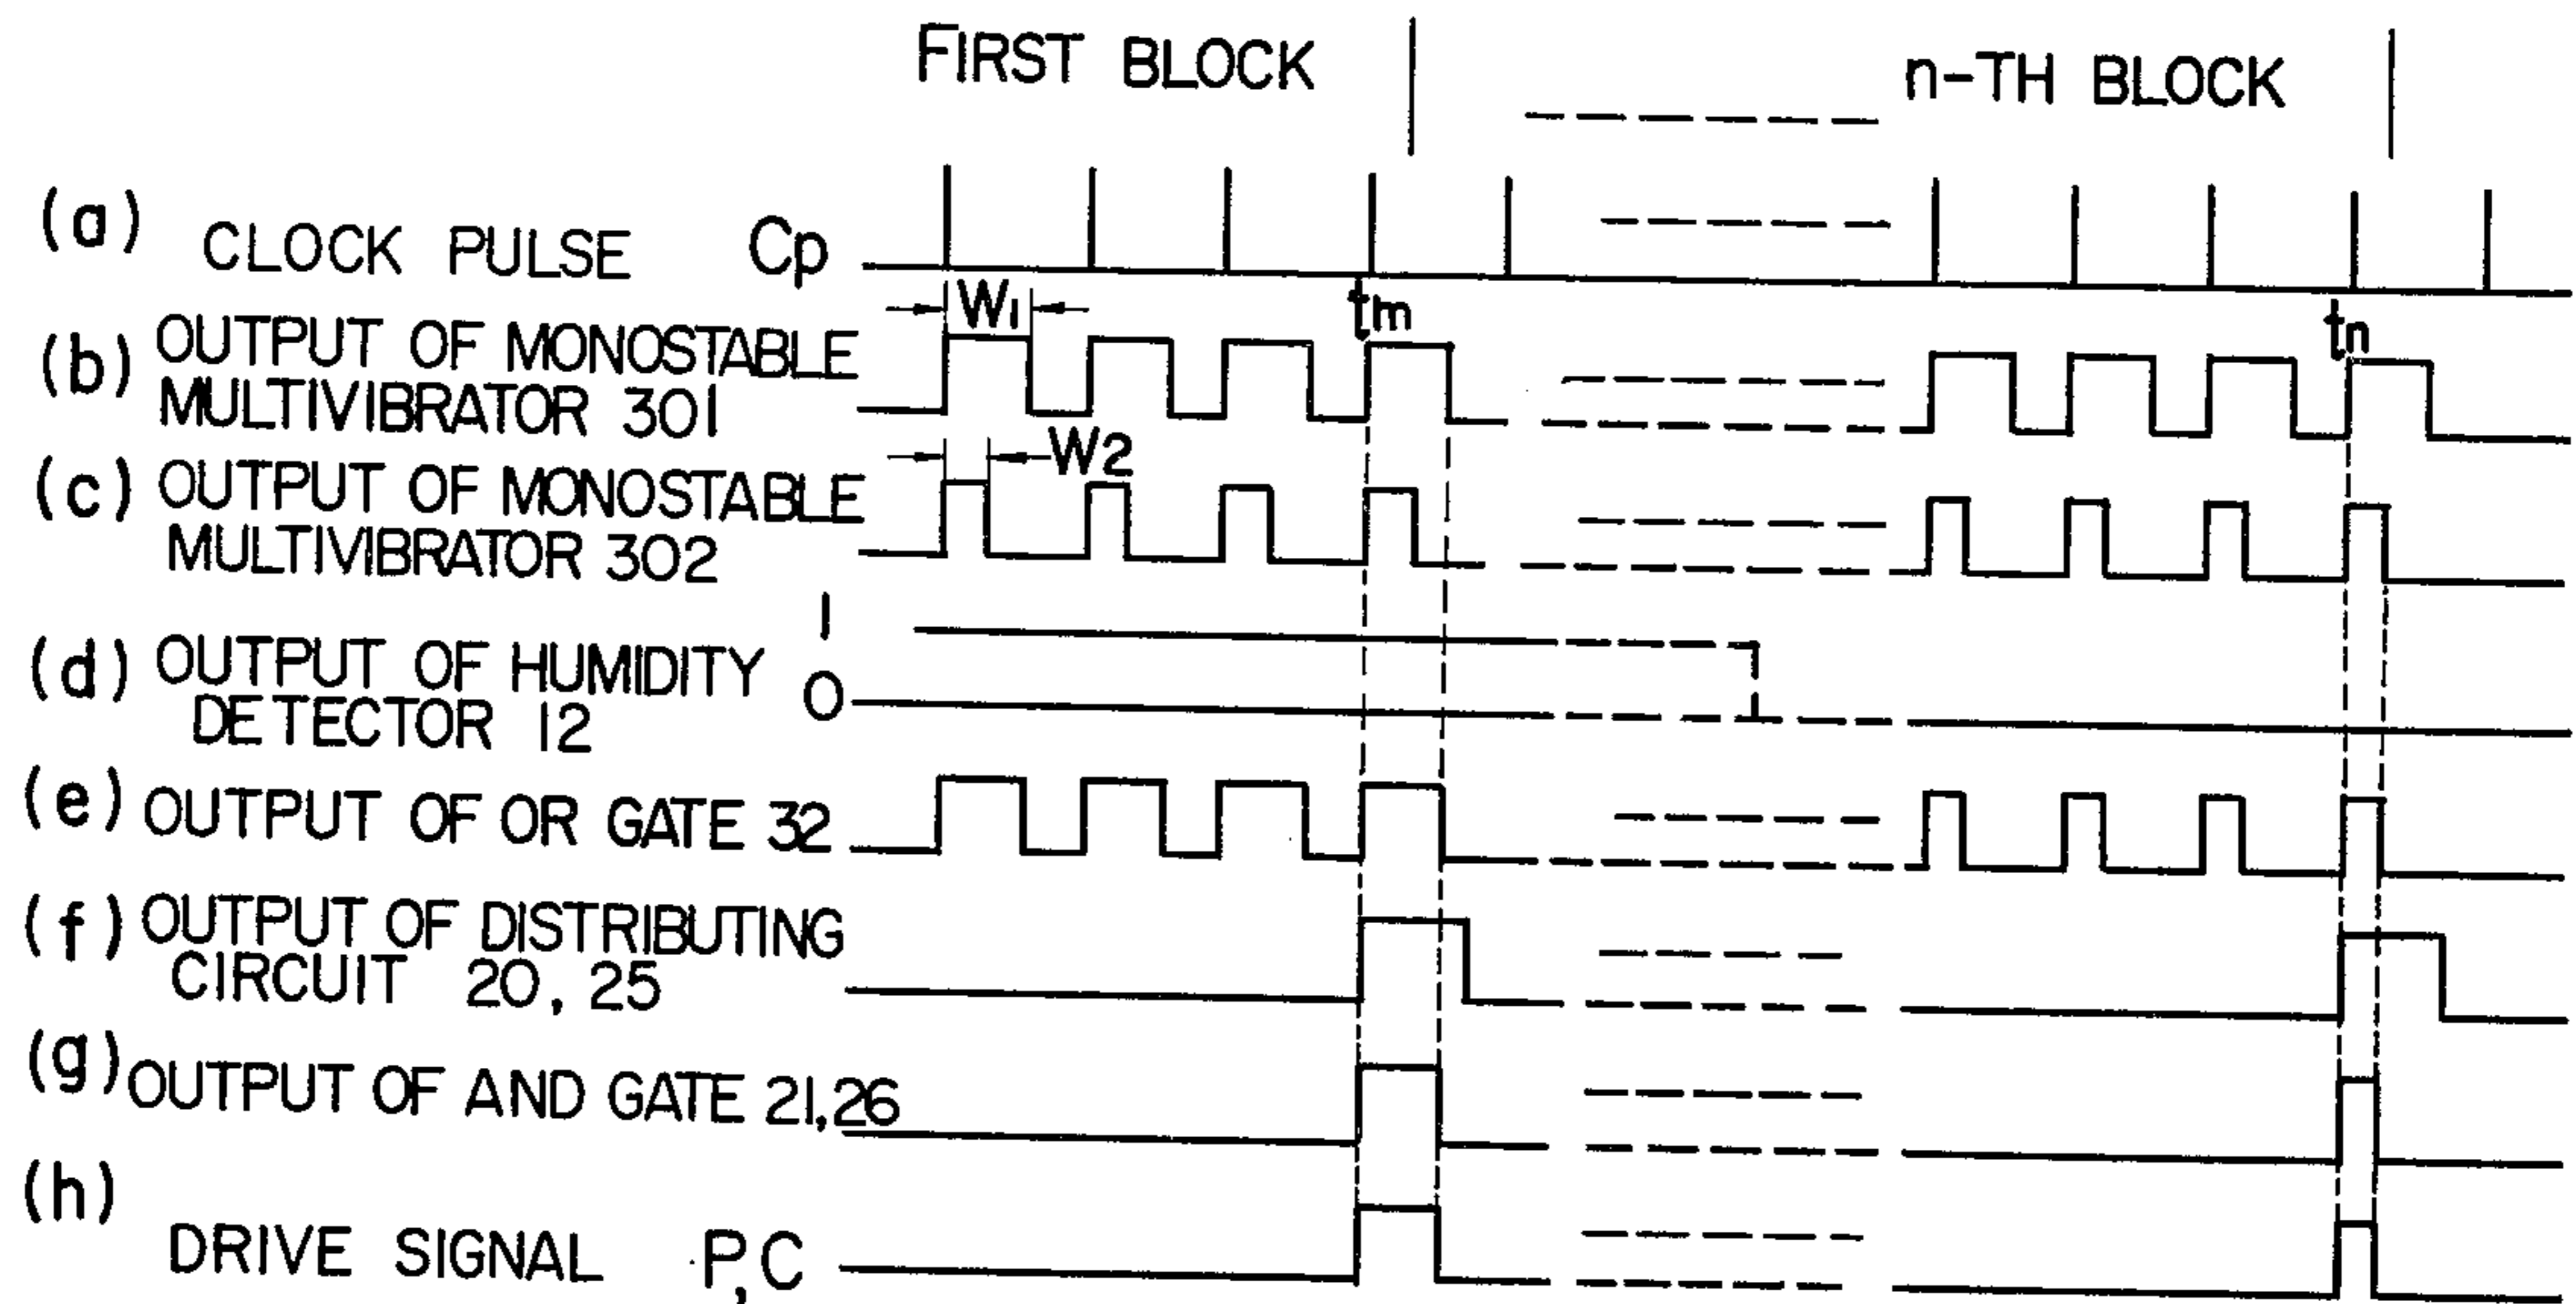 FIRST BLOCK
n-TH BLOCK
(a) CLOCK PULSE Cp
W1
tm
tn
(b) OUTPUT OF MONOSTABLE
MULTIVIBRATOR 301
W2
(c) OUTPUT OF MONOSTABLE
MULTIVIBRATOR 302
1
(d) OUTPUT OF HUMIDITY
DETECTOR 12
0
(e) OUTPUT OF OR GATE 32
(f) OUTPUT OF DISTRIBUTING
CIRCUIT 20, 25
(g) OUTPUT OF AND GATE 21,26
(h)
DRIVE SIGNAL P,C